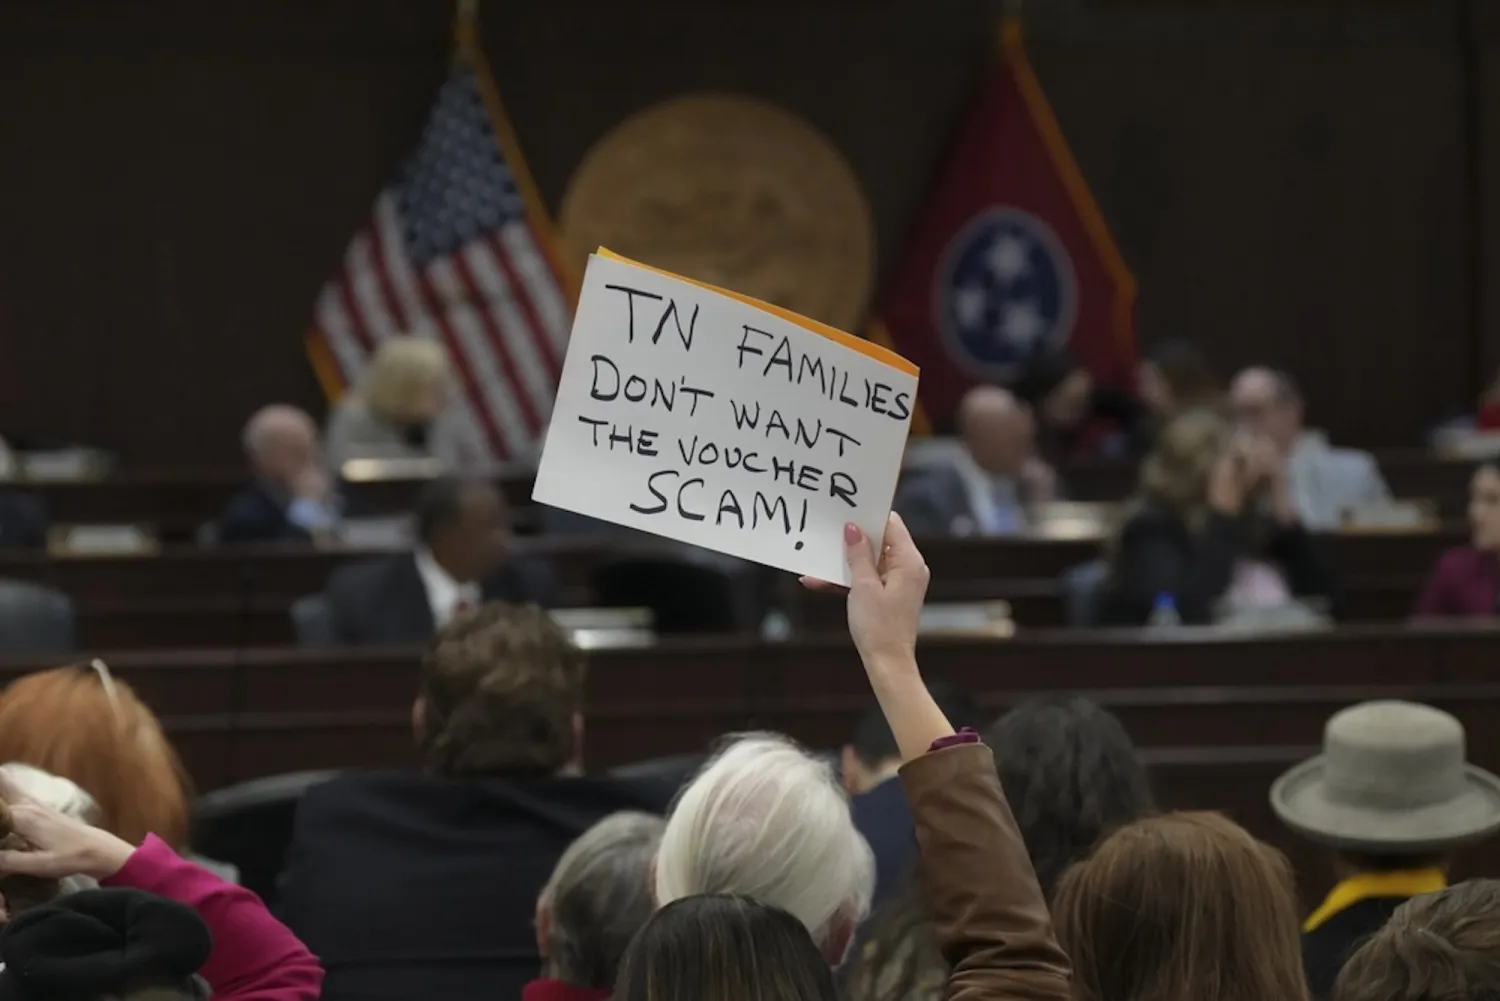 TN FAMILIES
DON'T WANT
THE VOUCHER
SCAM!